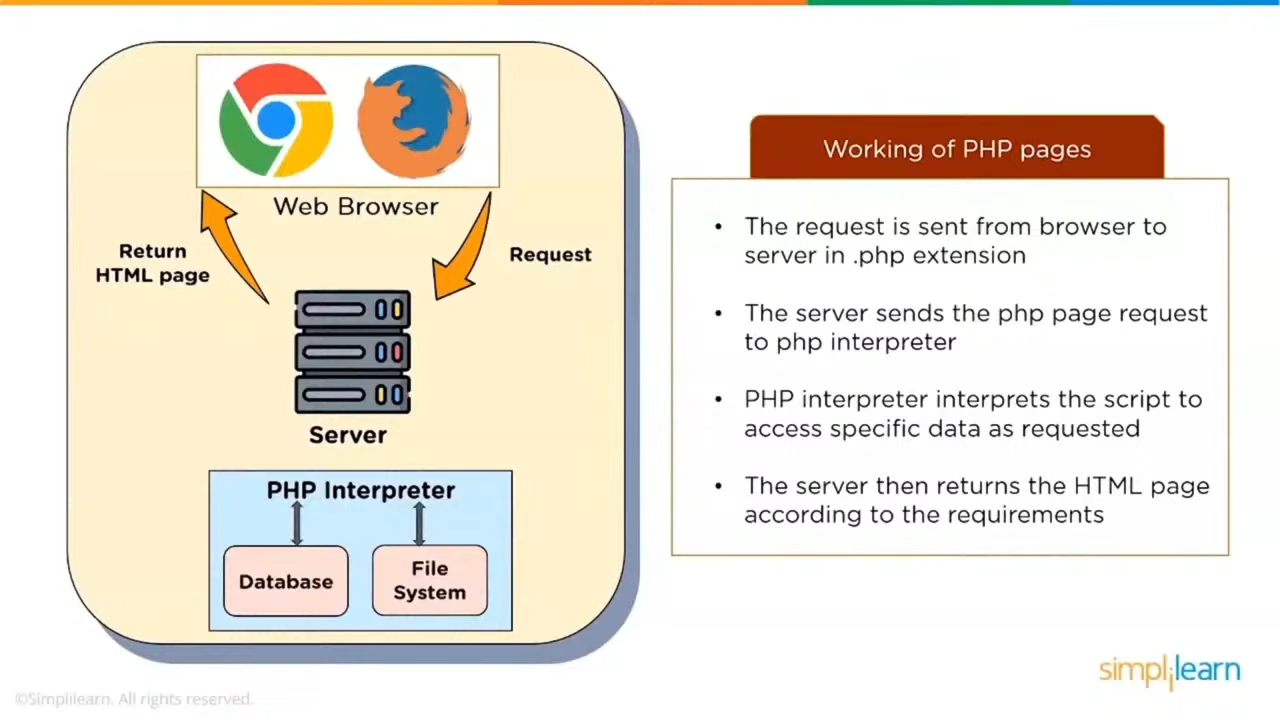 Web Browser
Return
HTML page
Request
Server
PHP Interpreter
Database
File
System
Working of PHP pages
• The request is sent from browser to
server in .php extension
• The server sends the php page request
to php interpreter
• PHP interpreter interprets the script to
access specific data as requested
• The server then returns the HTML page
according to the requirements
simplilearn
©Simplilearn. All rights reserved.